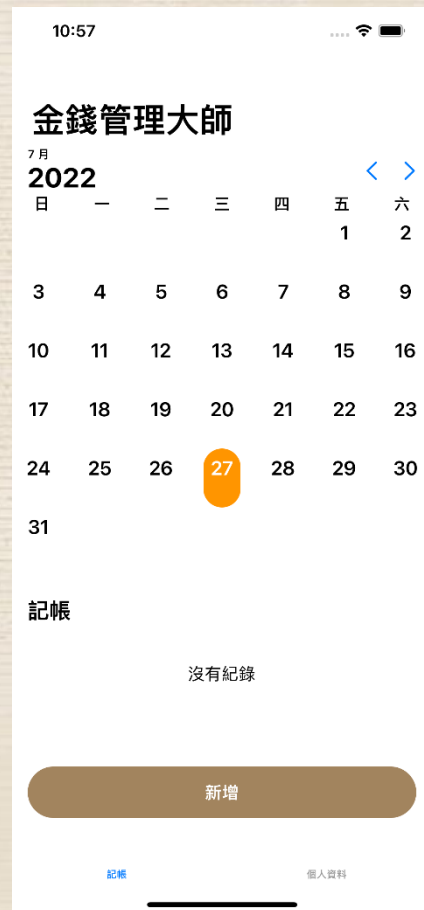 10:57
金錢管理大師
7 月
2022
日 一 二 三 四 五 六
1 2
3 4 5 6 7 8 9
10 11 12 13 14 15 16
17 18 19 20 21 22 23
24 25 26 27 28 29 30
31
記帳
沒有紀錄
新增
記帳 個人資料